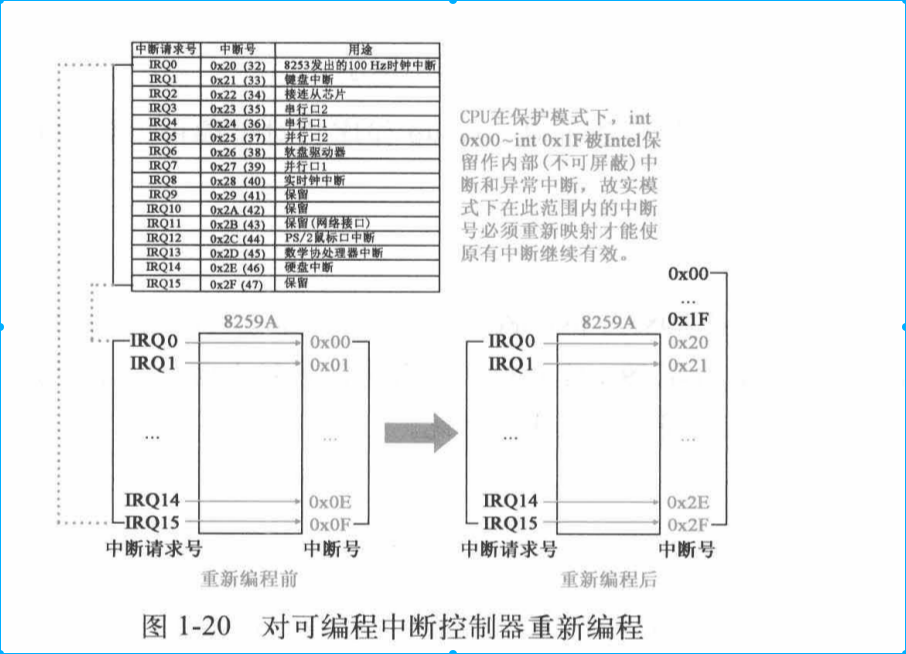 中断请求号 中断号 用途
IRQ0 0x20 (32) 8253发出的100 Hz时钟中断
IRQ1 0x21 (33) 键盘中断
IRQ2 0x22 (34) 接连从芯片
IRQ3 0x23 (35) 串行口2
IRQ4 0x24 (36) 串行口1
IRQ5 0x25 (37) 并行口2
IRQ6 0x26 (38) 软盘驱动器
IRQ7 0x27 (39) 并行口1
IRQ8 0x28 (40) 实时钟中断
IRQ9 0x29 (41) 保留
IRQ10 0x2A (42) 保留
IRQ11 0x2B (43) 保留(网络接口)
IRQ12 0x2C (44) PS/2鼠标口中断
IRQ13 0x2D (45) 数学协处理器中断
IRQ14 0x2E (46) 硬盘中断
IRQ15 0x2F (47) 保留
CPU在保护模式下，int
0x00~int 0x1F被Intel保
留作内部(不可屏蔽)中
断和异常中断，故实模
式下在此范围内的中断
号必须重新映射才能使
原有中断继续有效。
8259A
IRQ0 0x00
IRQ1 0x01
... ...
IRQ14 0x0E
IRQ15 0x0F
中断请求号 中断号
重新编程前
0x00
...
0x1F
8259A
IRQ0 0x20
IRQ1 0x21
... ...
IRQ14 0x2E
IRQ15 0x2F
中断请求号 中断号
重新编程后
图 1-20 对可编程中断控制器重新编程